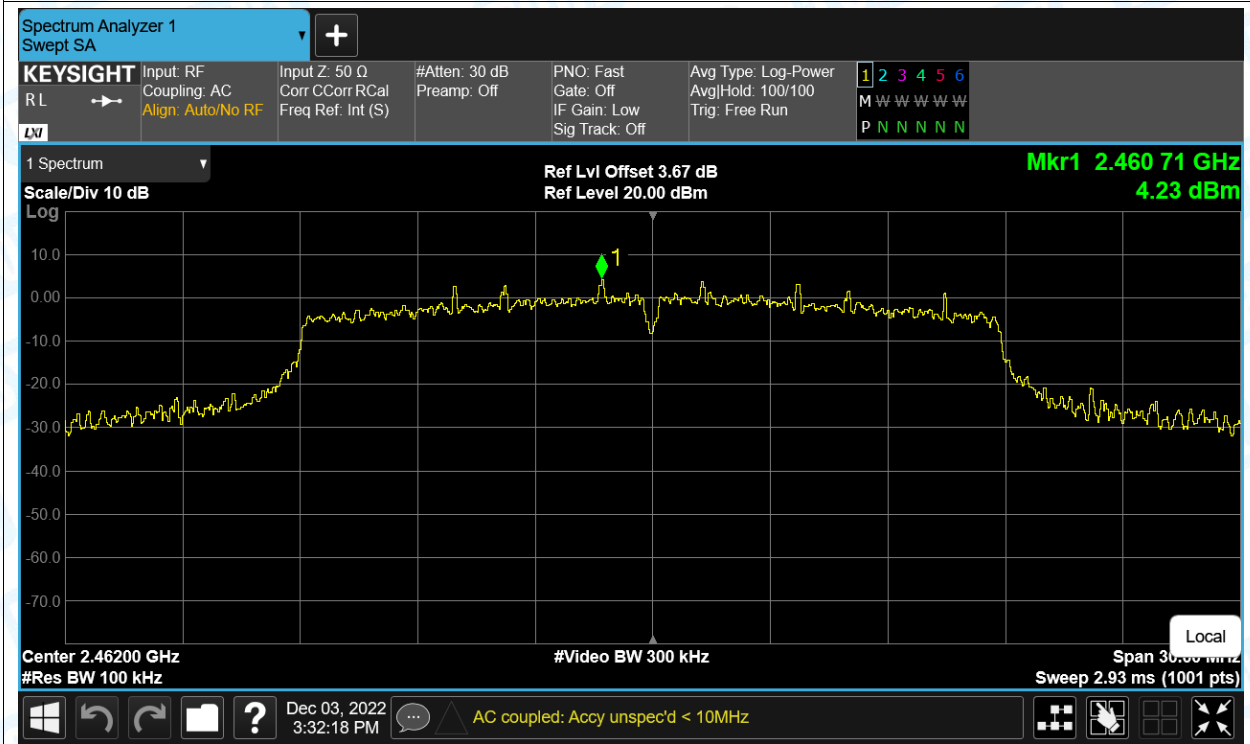 Spectrum Analyzer 1
Swept SA
+
KEYSIGHT
R L
LXI
Input: RF
Coupling: AC
Align: Auto/No RF
Input Z: 50 Ω
Corr CCorr RCal
Freq Ref: Int (S)
#Atten: 30 dB
Preamp: Off
PNO: Fast
Gate: Off
IF Gain: Low
Sig Track: Off
Avg Type: Log-Power
Avg|Hold: 100/100
Trig: Free Run
1 2 3 4 5 6
M W W W W W
P N N N N N
1 Spectrum
Scale/Div 10 dB
Ref Lvl Offset 3.67 dB
Ref Level 20.00 dBm
Mkr1 2.460 71 GHz
4.23 dBm
Log
1
10.0
0.00
-10.0
-20.0
-30.0
-40.0
-50.0
-60.0
-70.0
Local
Center 2.46200 GHz
#Video BW 300 kHz
Span 30.00 MHz
#Res BW 100 kHz
Sweep 2.93 ms (1001 pts)
?
Dec 03, 2022
3:32:18 PM
AC coupled: Accy unspec'd < 10MHz